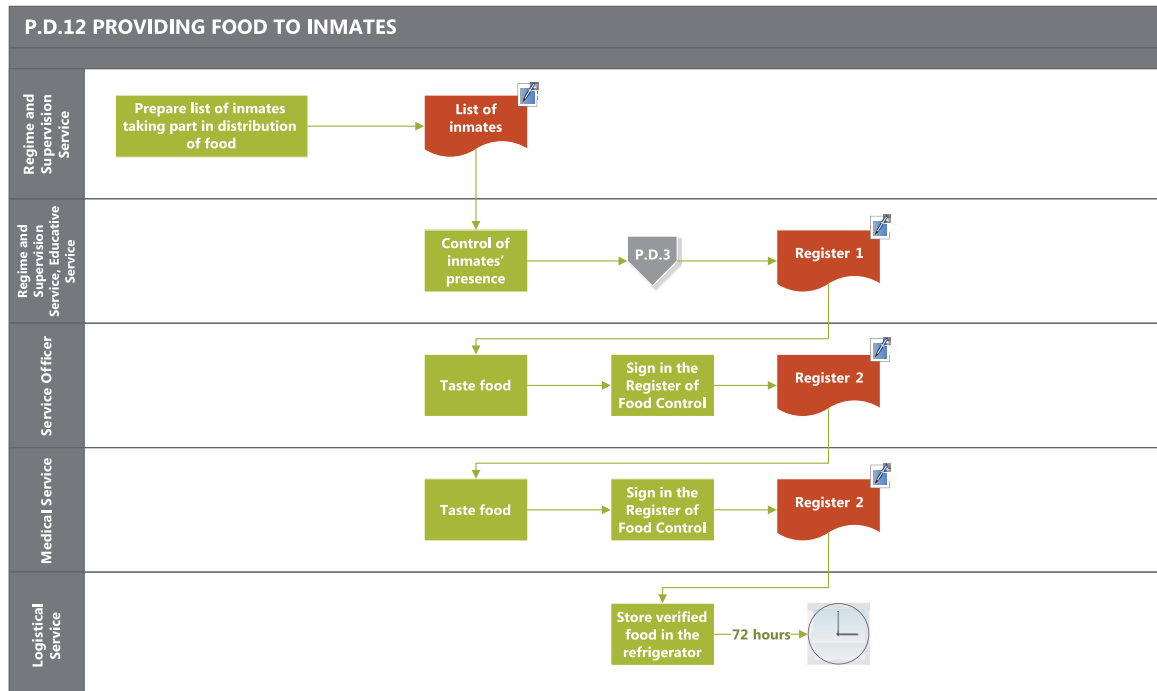 P.D.12 PROVIDING FOOD TO INMATES
Regime and
Supervision
Service
Prepare list of inmates
taking part in distribution
of food
List of
inmates
Regime and
Supervision
Service, Educative
Service
Control of
inmates’
presence
P.D.3
Register 1
Service Officer
Taste food
Sign in the
Register of
Food Control
Register 2
Medical Service
Taste food
Sign in the
Register of
Food Control
Register 2
Logistical
Service
Store verified
food in the
refrigerator
72 hours